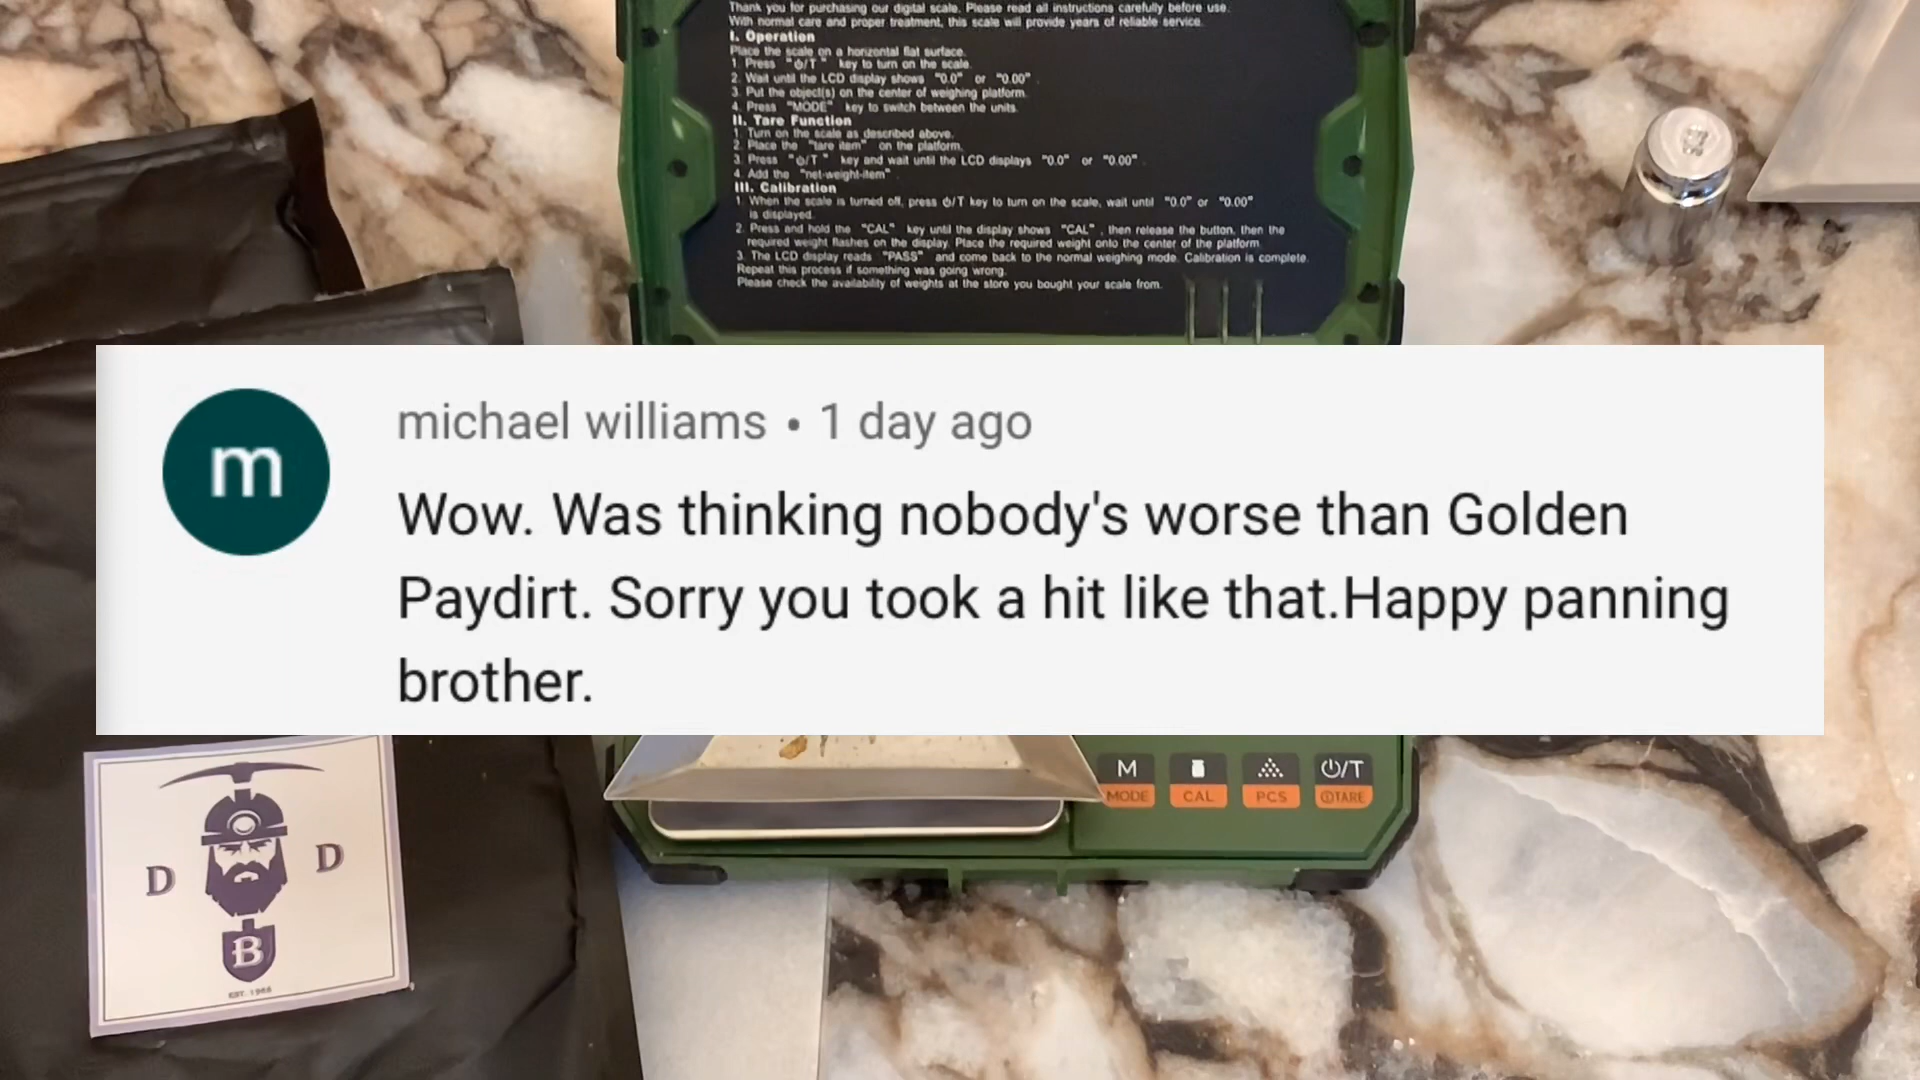 Thank you for purchasing our digital scale. Please read all instructions carefully before use.
With normal care and proper treatment, this scale will provide years of reliable service.
I. Operation
Place the scale on a horizontal flat surface.
1. Press "⏻/T" key to turn on the scale.
2. Wait until the LCD display shows "0.0" or "0.00"
3. Put the object(s) on the center of weighing platform.
4. Press "MODE" key to switch between the units.
II. Tare Function
1. Turn on the scale as described above.
2. Place the "tare item" on the platform.
3. Press "⏻/T" key and wait until the LCD displays "0.0" or "0.00"
4. Add the "net-weight-item"
III. Calibration
1. When the scale is turned off, press ⏻/T key to turn on the scale, wait until "0.0" or "0.00"
is displayed.
2. Press and hold the "CAL" key until the display shows "CAL", then release the button, then the
required weight flashes on the display. Place the required weight onto the center of the platform.
3. The LCD display reads "PASS" and come back to the normal weighing mode. Calibration is complete.
Repeat this process if something was going wrong.
Please check the availability of weights at the store you bought your scale from.
m
michael williams • 1 day ago
Wow. Was thinking nobody's worse than Golden
Paydirt. Sorry you took a hit like that.Happy panning
brother.
M ⏻/T
MODE CAL PCS TARE
D D
B
EST. 1988